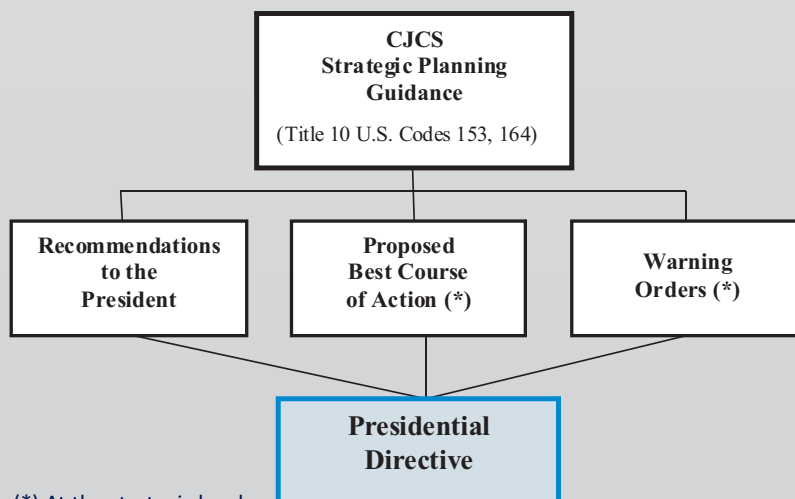 CJCS
Strategic Planning
Guidance
(Title 10 U.S. Codes 153, 164)
Recommendations
to the
President
Proposed
Best Course
of Action (*)
Warning
Orders (*)
Presidential
Directive
(*) At the strategic level